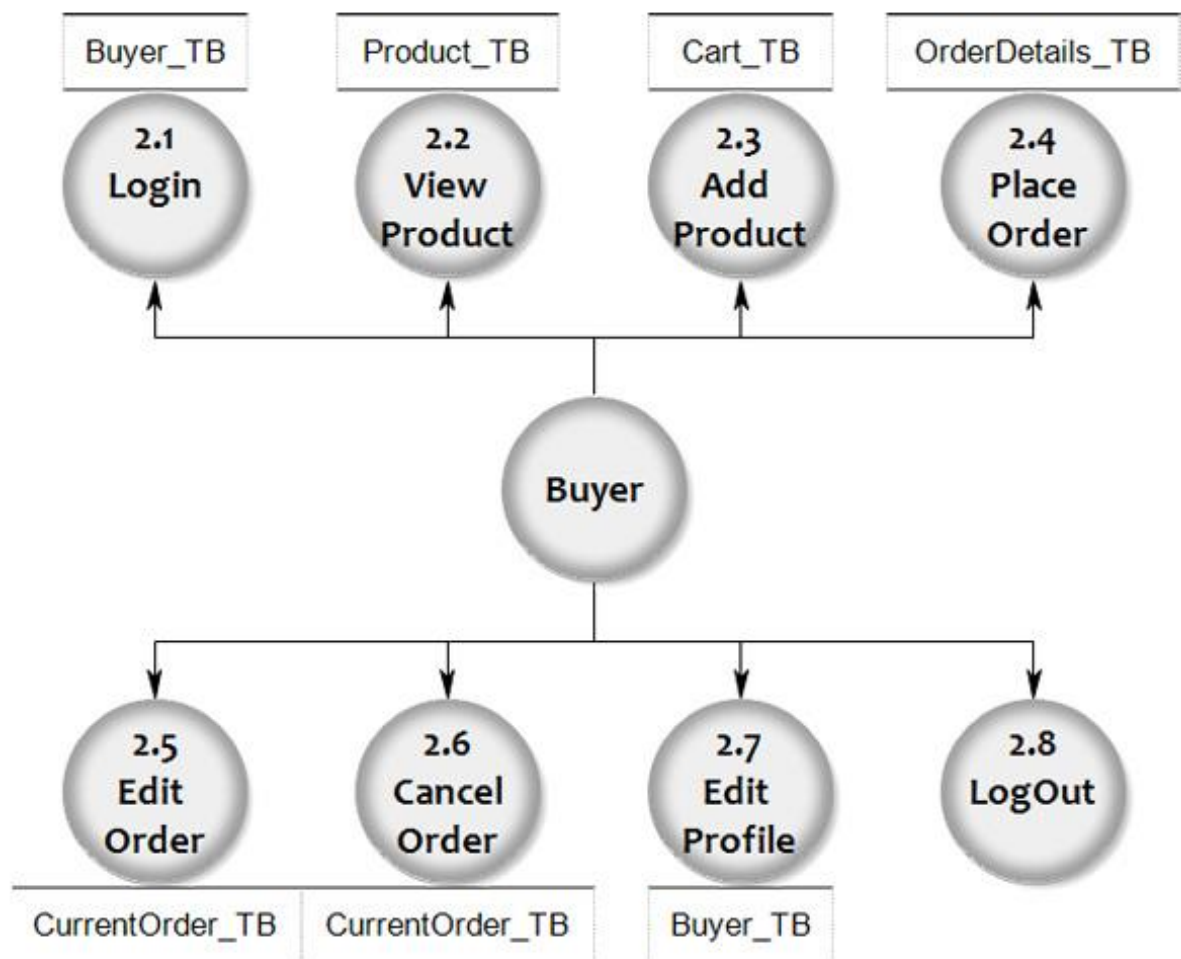 Buyer_TB
Product_TB
Cart_TB
OrderDetails_TB
2.1
Login
2.2
View
Product
2.3
Add
Product
2.4
Place
Order
Buyer
2.5
Edit
Order
2.6
Cancel
Order
2.7
Edit
Profile
2.8
LogOut
CurrentOrder_TB
CurrentOrder_TB
Buyer_TB